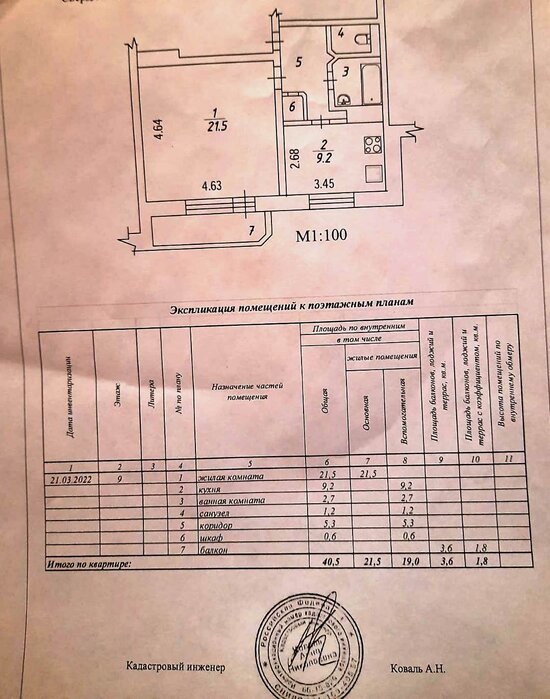 4
5
3
6
1
21.5
4.64
4.63
2
9.2
2.68
3.45
7
М1:100
Экспликация помещений к поэтажным планам
Дата инвентаризации
Этаж
Литера
№ по плану
Назначение частей помещения
Площадь по внутренним
в том числе
жилые помещения
Общая
Основная
Вспомогательная
Площадь балконов, лоджий и террас, кв.м.
Площадь балконов, лоджий и террас с коэффициентом, кв.м.
Высота помещений по внутреннему обмеру
1 2 3 4 5 6 7 8 9 10 11
21.03.2022 9 1 жилая комната 21,5 21,5
2 кухня 9,2 9,2
3 ванная комната 2,7 2,7
4 санузел 1,2 1,2
5 коридор 5,3 5,3
6 шкаф 0,6 0,6
7 балкон 3,6 1,8
Итого по квартире: 40,5 21,5 19,0 3,6 1,8
Российская
Коваль
Анна
Николаевна
Кадастровый инженер
Коваль А.Н.